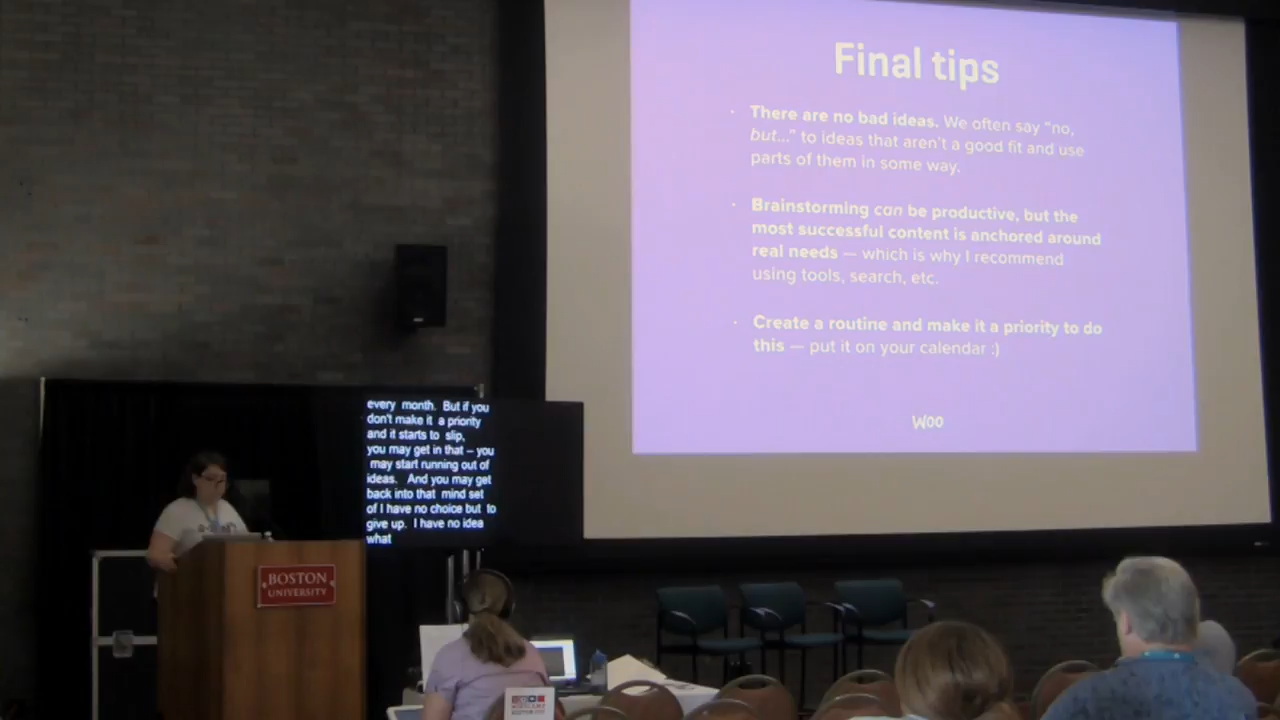 Final tips
· There are no bad ideas. We often say “no,
but...” to ideas that aren't a good fit and use
parts of them in some way.
· Brainstorming can be productive, but the
most successful content is anchored around
real needs — which is why I recommend
using tools, search, etc.
· Create a routine and make it a priority to do
this — put it on your calendar :)
Woo
every month. But if you
don't make it a priority
and it starts to slip,
you may get in that – you
may start running out of
ideas. And you may get
back into that mind set
of I have no choice but to
give up. I have no idea
what
BOSTON
UNIVERSITY